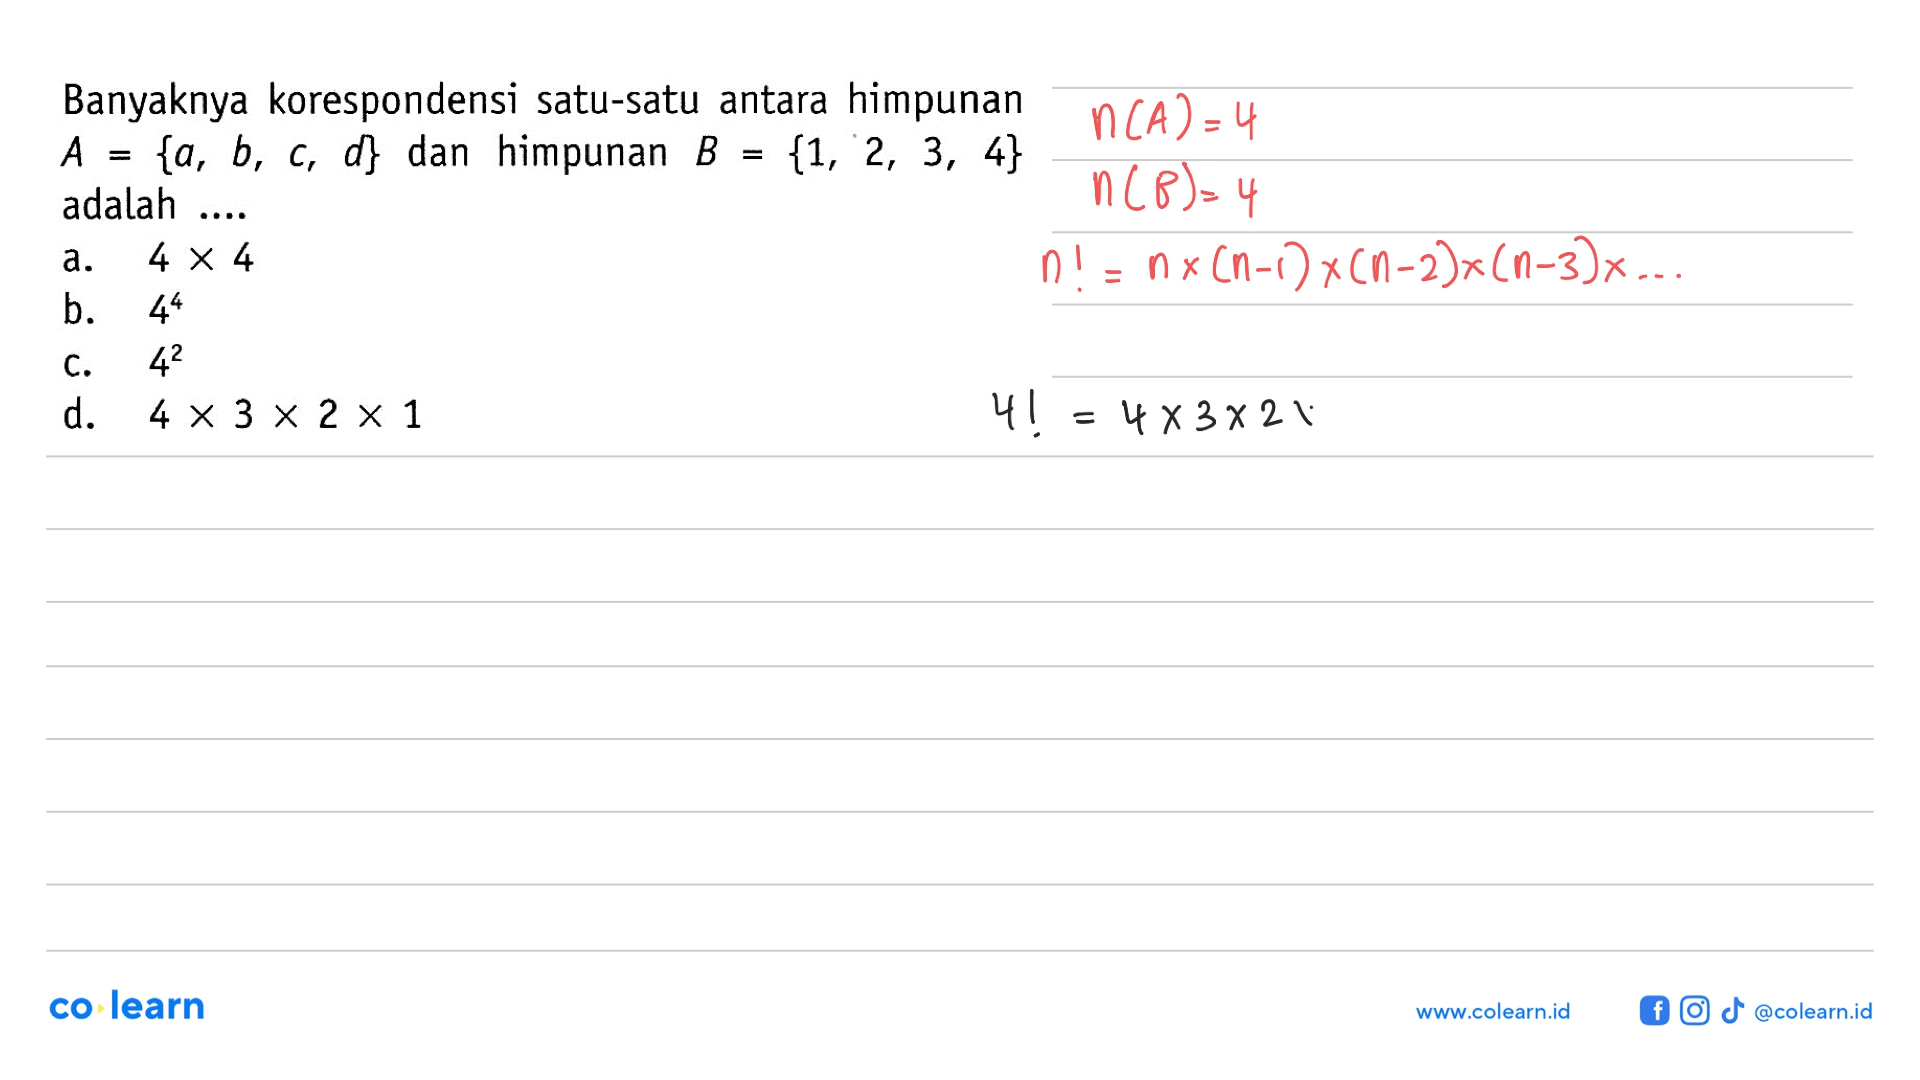 Banyaknya korespondensi satu-satu antara himpunan
A = {a, b, c, d} dan himpunan B = {1, 2, 3, 4}
adalah ....
a. 4 × 4
b. 4⁴
c. 4²
d. 4 × 3 × 2 × 1
n(A) = 4
n(B) = 4
n! = n × (n-1) × (n-2) × (n-3) × ...
4! = 4 × 3 × 2 \
co learn
www.colearn.id
@colearn.id